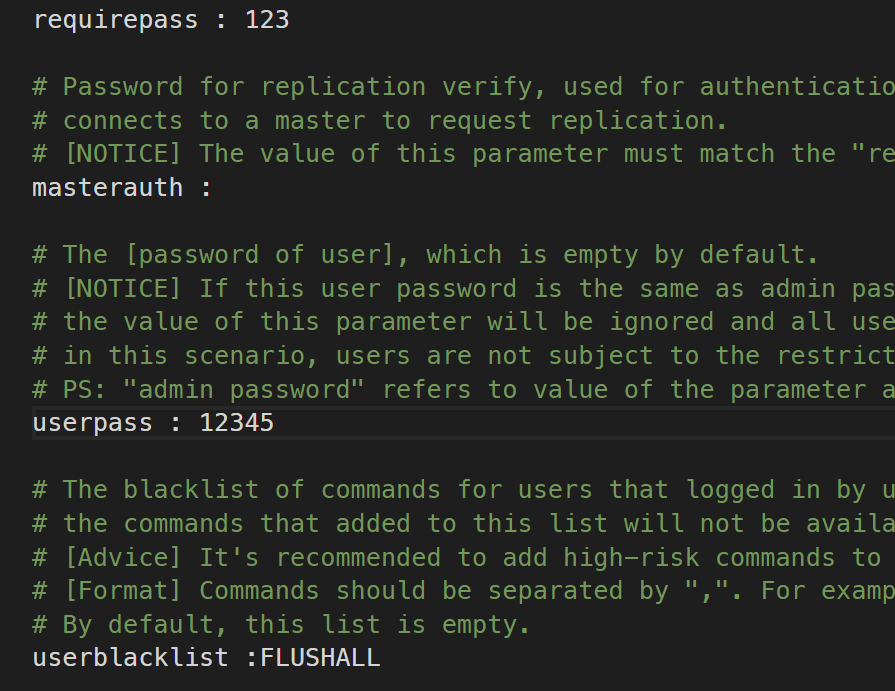 requirepass : 123
# Password for replication verify, used for authenticatio
# connects to a master to request replication.
# [NOTICE] The value of this parameter must match the "re
masterauth :
# The [password of user], which is empty by default.
# [NOTICE] If this user password is the same as admin pas
# the value of this parameter will be ignored and all use
# in this scenario, users are not subject to the restrict
# PS: "admin password" refers to value of the parameter a
userpass : 12345
# The blacklist of commands for users that logged in by u
# the commands that added to this list will not be availa
# [Advice] It's recommended to add high-risk commands to
# [Format] Commands should be separated by ",". For examp
# By default, this list is empty.
userblacklist :FLUSHALL